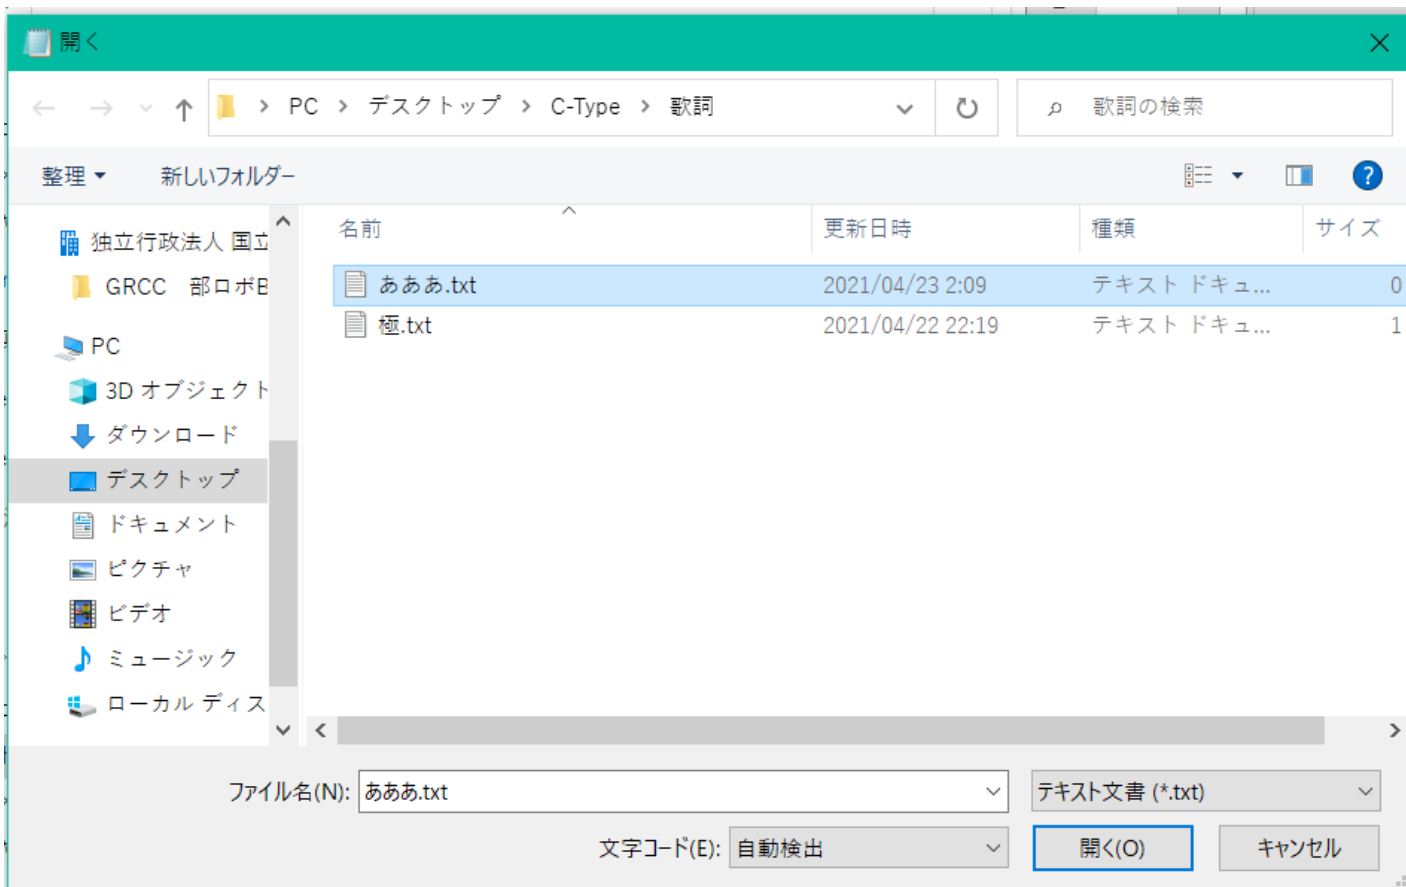 開く
PC > デスクトップ > C-Type > 歌詞
歌詞の検索
整理
新しいフォルダー
?
名前
更新日時
種類
サイズ
あああ.txt
2021/04/23 2:09
テキスト ドキュ...
0
極.txt
2021/04/22 22:19
テキスト ドキュ...
1
独立行政法人 国立
GRCC 部ロボB
PC
3D オブジェクト
ダウンロード
デスクトップ
ドキュメント
ピクチャ
ビデオ
ミュージック
ローカル ディス
ファイル名(N):
あああ.txt
テキスト文書 (*.txt)
文字コード(E):
自動検出
開く(O)
キャンセル